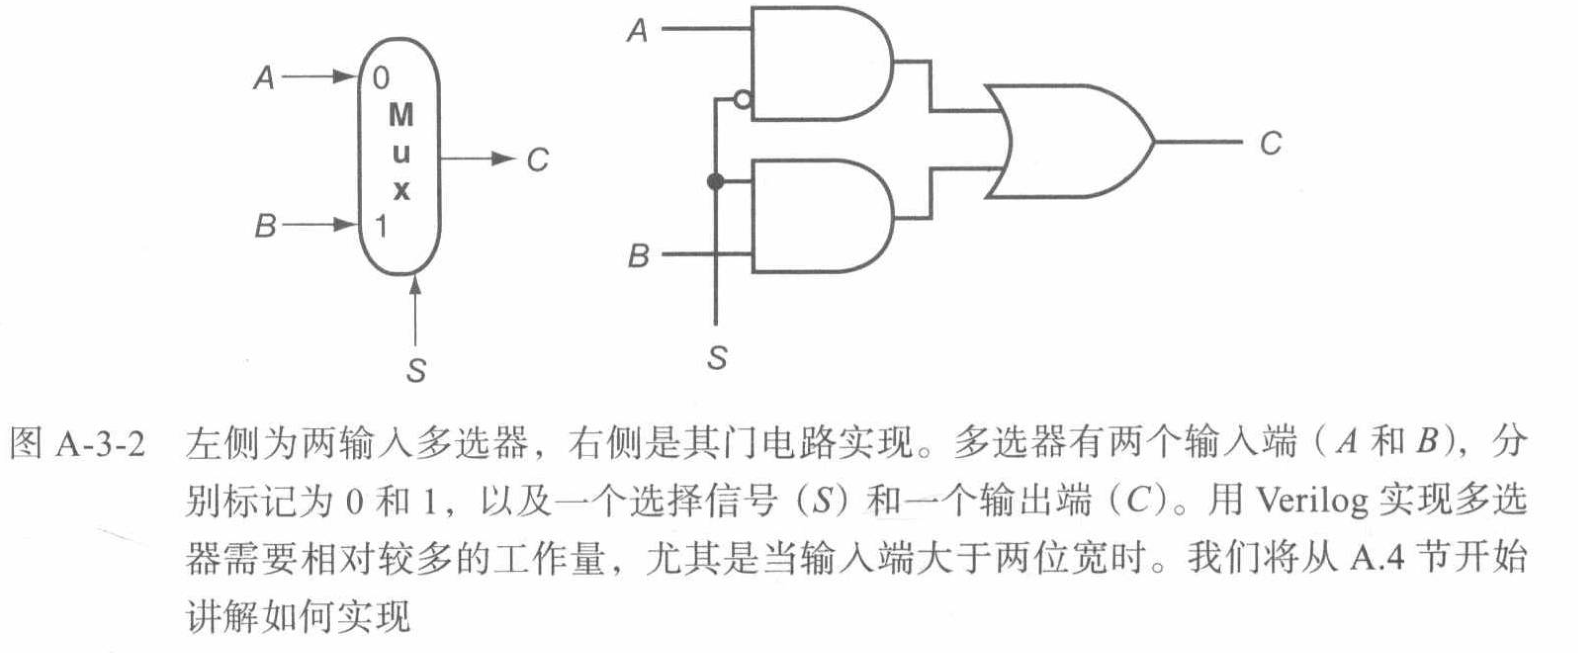 A
0
M
u
x
B
1
C
S
A
B
S
C
图 A-3-2 左侧为两输入多选器，右侧是其门电路实现。多选器有两个输入端（A 和 B），分
别标记为 0 和 1，以及一个选择信号（S）和一个输出端（C）。用 Verilog 实现多选
器需要相对较多的工作量，尤其是当输入端大于两位宽时。我们将从 A.4 节开始
讲解如何实现